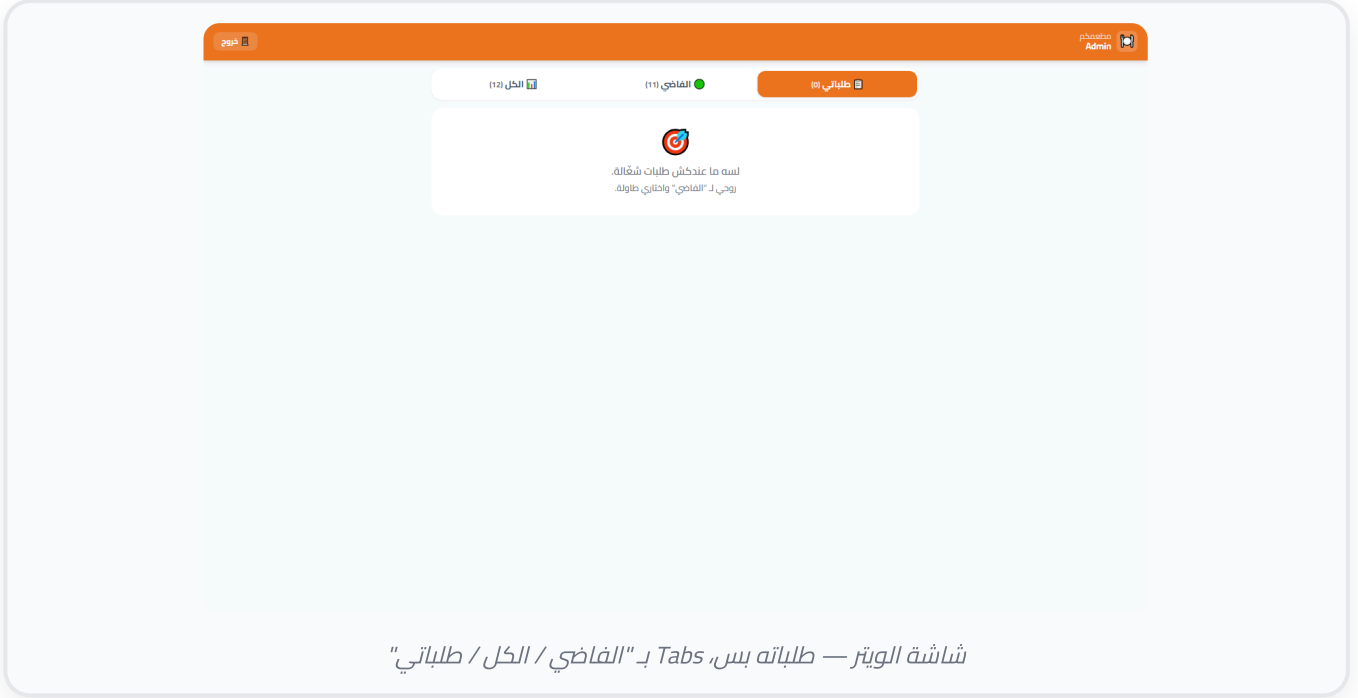 مطعمكم
Admin
خروج
طلباتي (0)
الفاضي (11)
الكل (12)
لسه ما عندكش طلبات شغّالة.
روحي لـ "الفاضي" واختاري طاولة.
شاشة الويتر — طلباته بس، Tabs بـ "الفاضي / الكل / طلباتي"